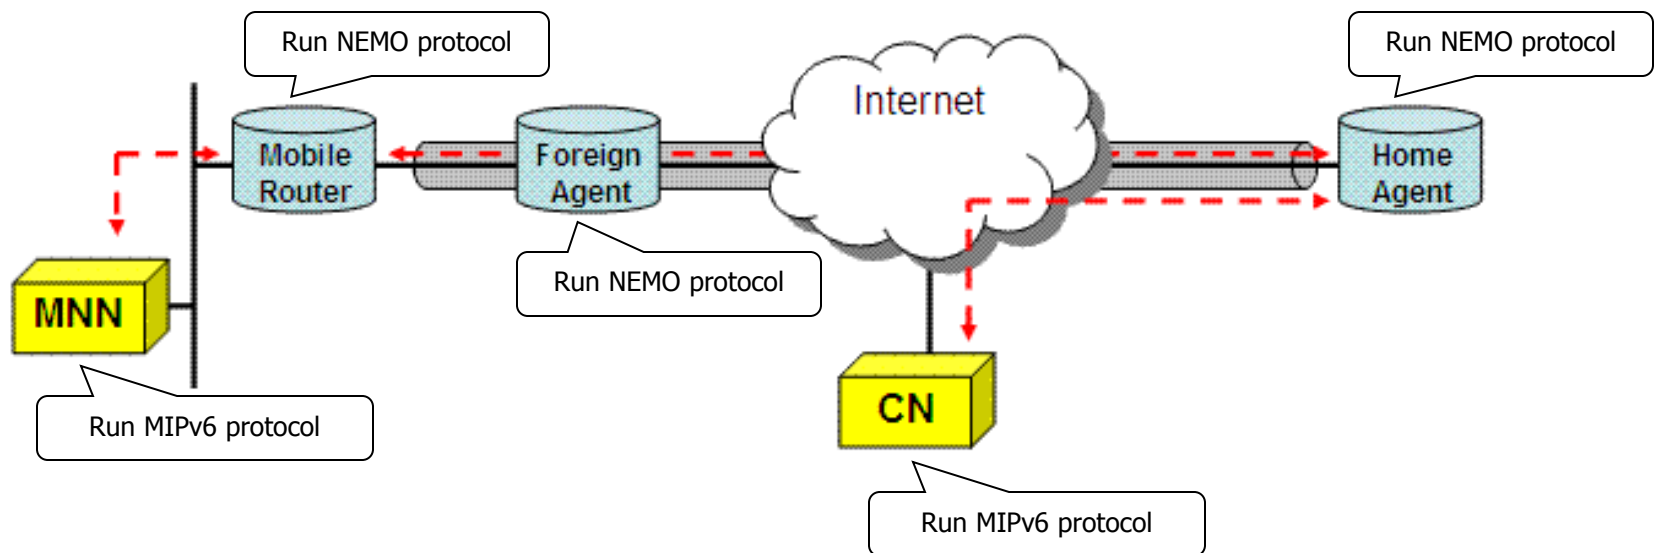 Run NEMO protocol
Run NEMO protocol
Internet
Mobile
Router
Foreign
Agent
Home
Agent
Run NEMO protocol
MNN
CN
Run MIPv6 protocol
Run MIPv6 protocol